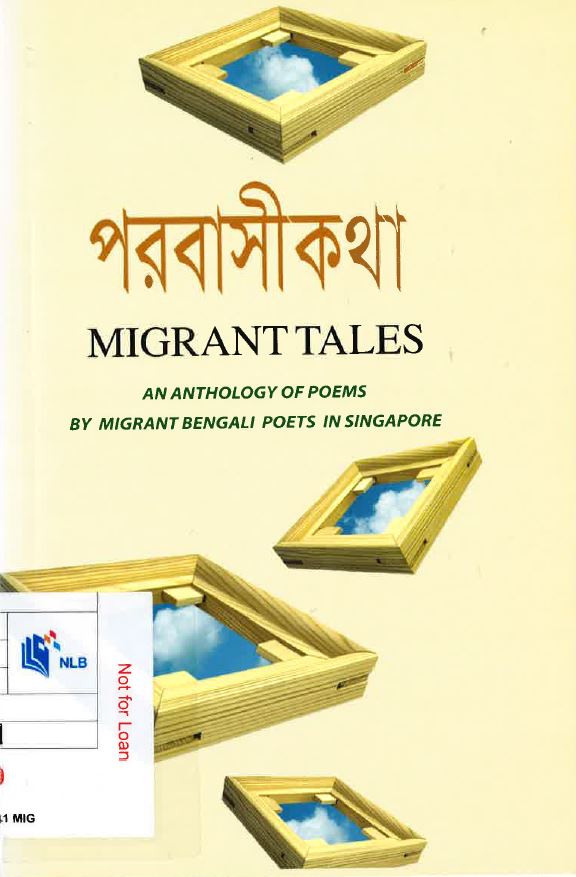 পরবাসী কথা
MIGRANT TALES
AN ANTHOLOGY OF POEMS
BY MIGRANT BENGALI POETS IN SINGAPORE
NLB
Not for Loan
1 MIG